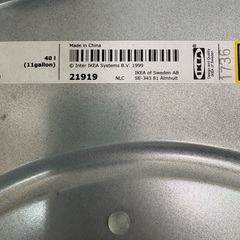 40 l
(11gallon)
Made in China
© Inter IKEA Systems B.V. 1999
21919
NLC
IKEA of Sweden AB
SE-343 81 Älmhult
IKEA
1736